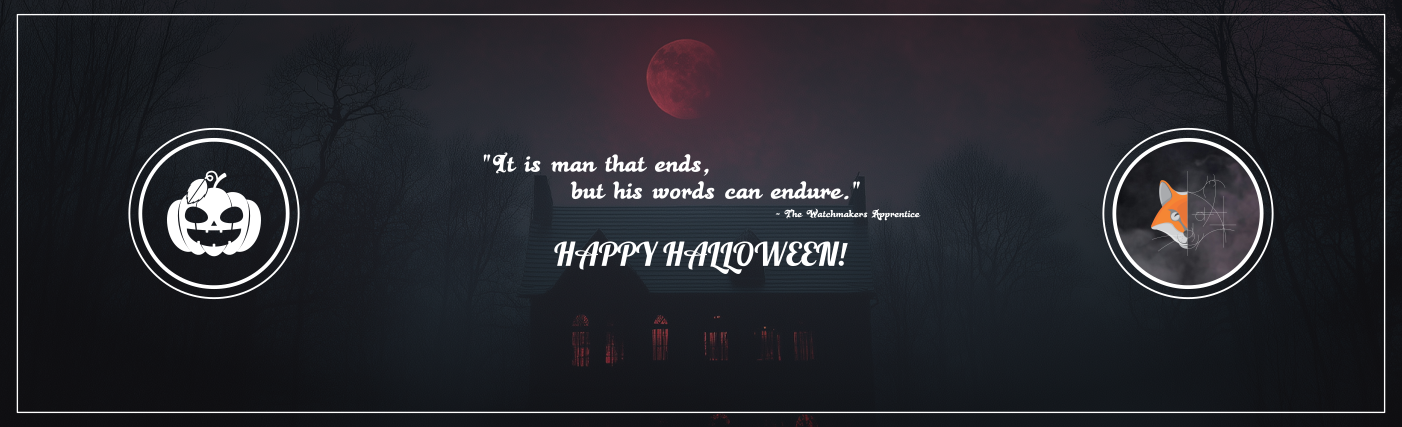 "It is man that ends,
but his words can endure."
- The Watchmakers Apprentice
HAPPY HALLOWEEN!